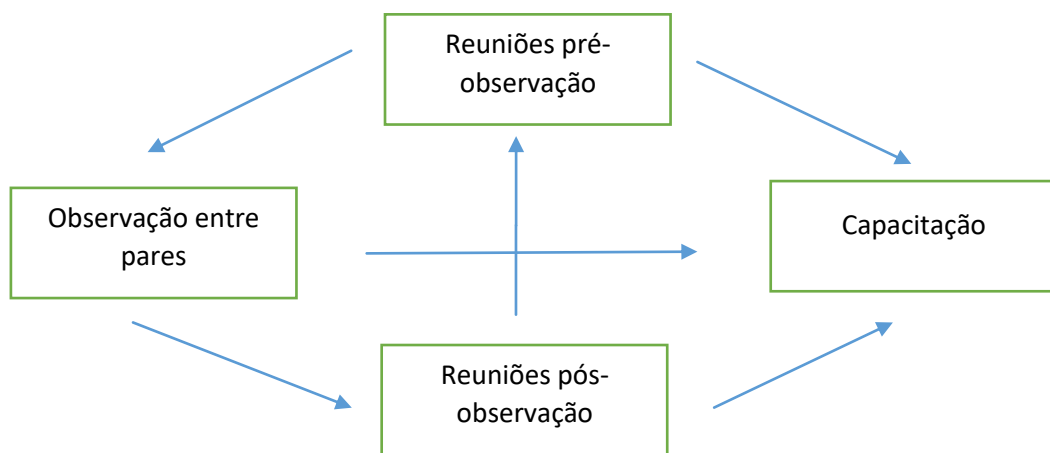 Reuniões pré-
observação
Observação entre
pares
Capacitação
Reuniões pós-
observação